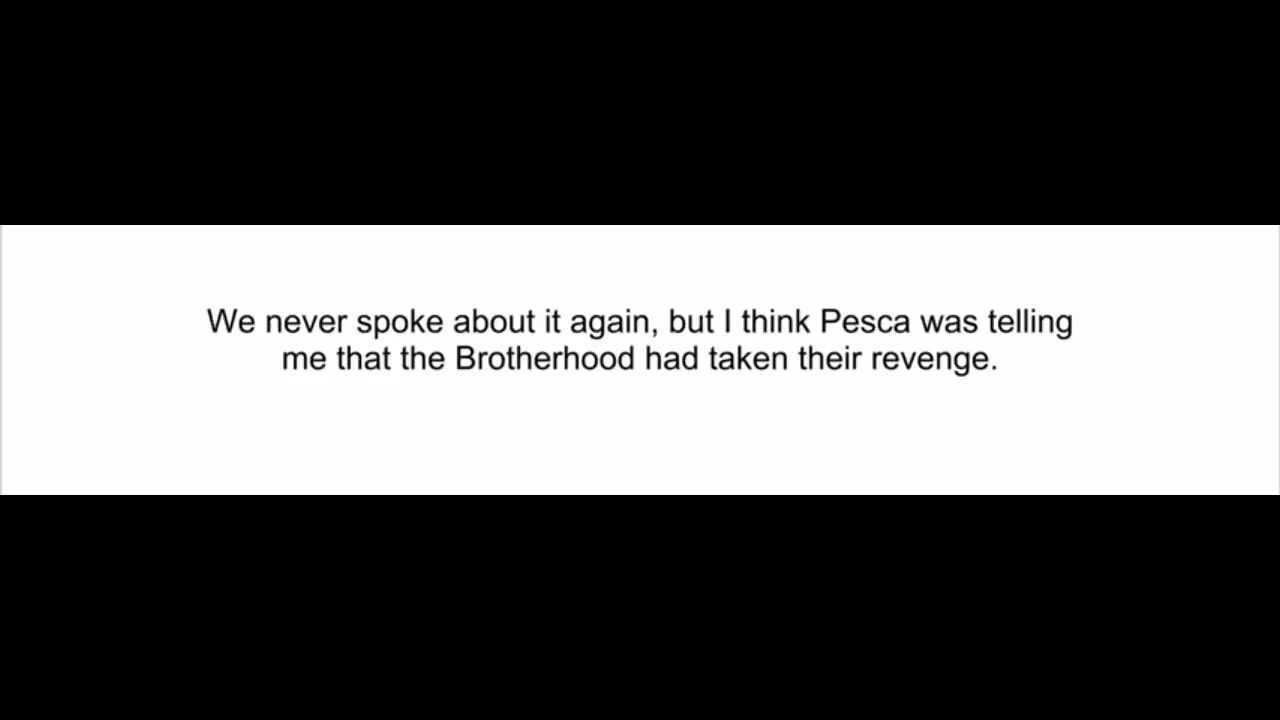 We never spoke about it again, but I think Pesca was telling
me that the Brotherhood had taken their revenge.